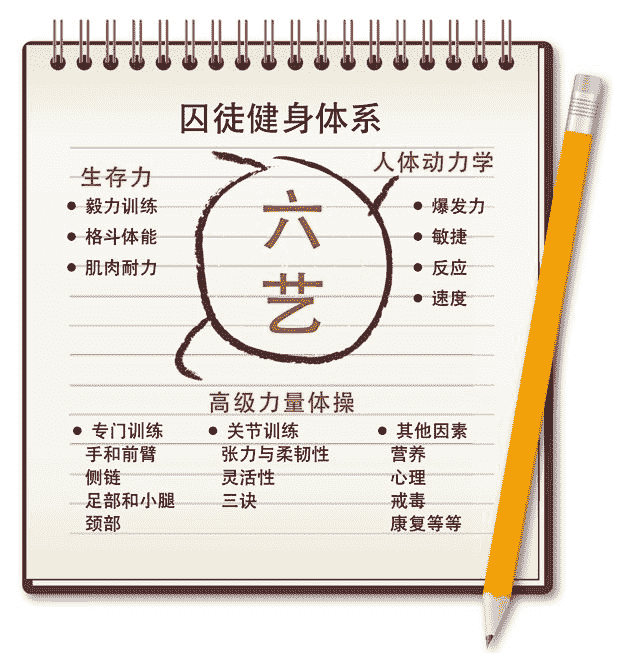 囚徒健身体系
生存力
毅力训练
格斗体能
肌肉耐力
六
艺
人体动力学
爆发力
敏捷
反应
速度
高级力量体操
专门训练
手和前臂
侧链
足部和小腿
颈部
关节训练
张力与柔韧性
灵活性
三诀
其他因素
营养
心理
戒毒
康复等等